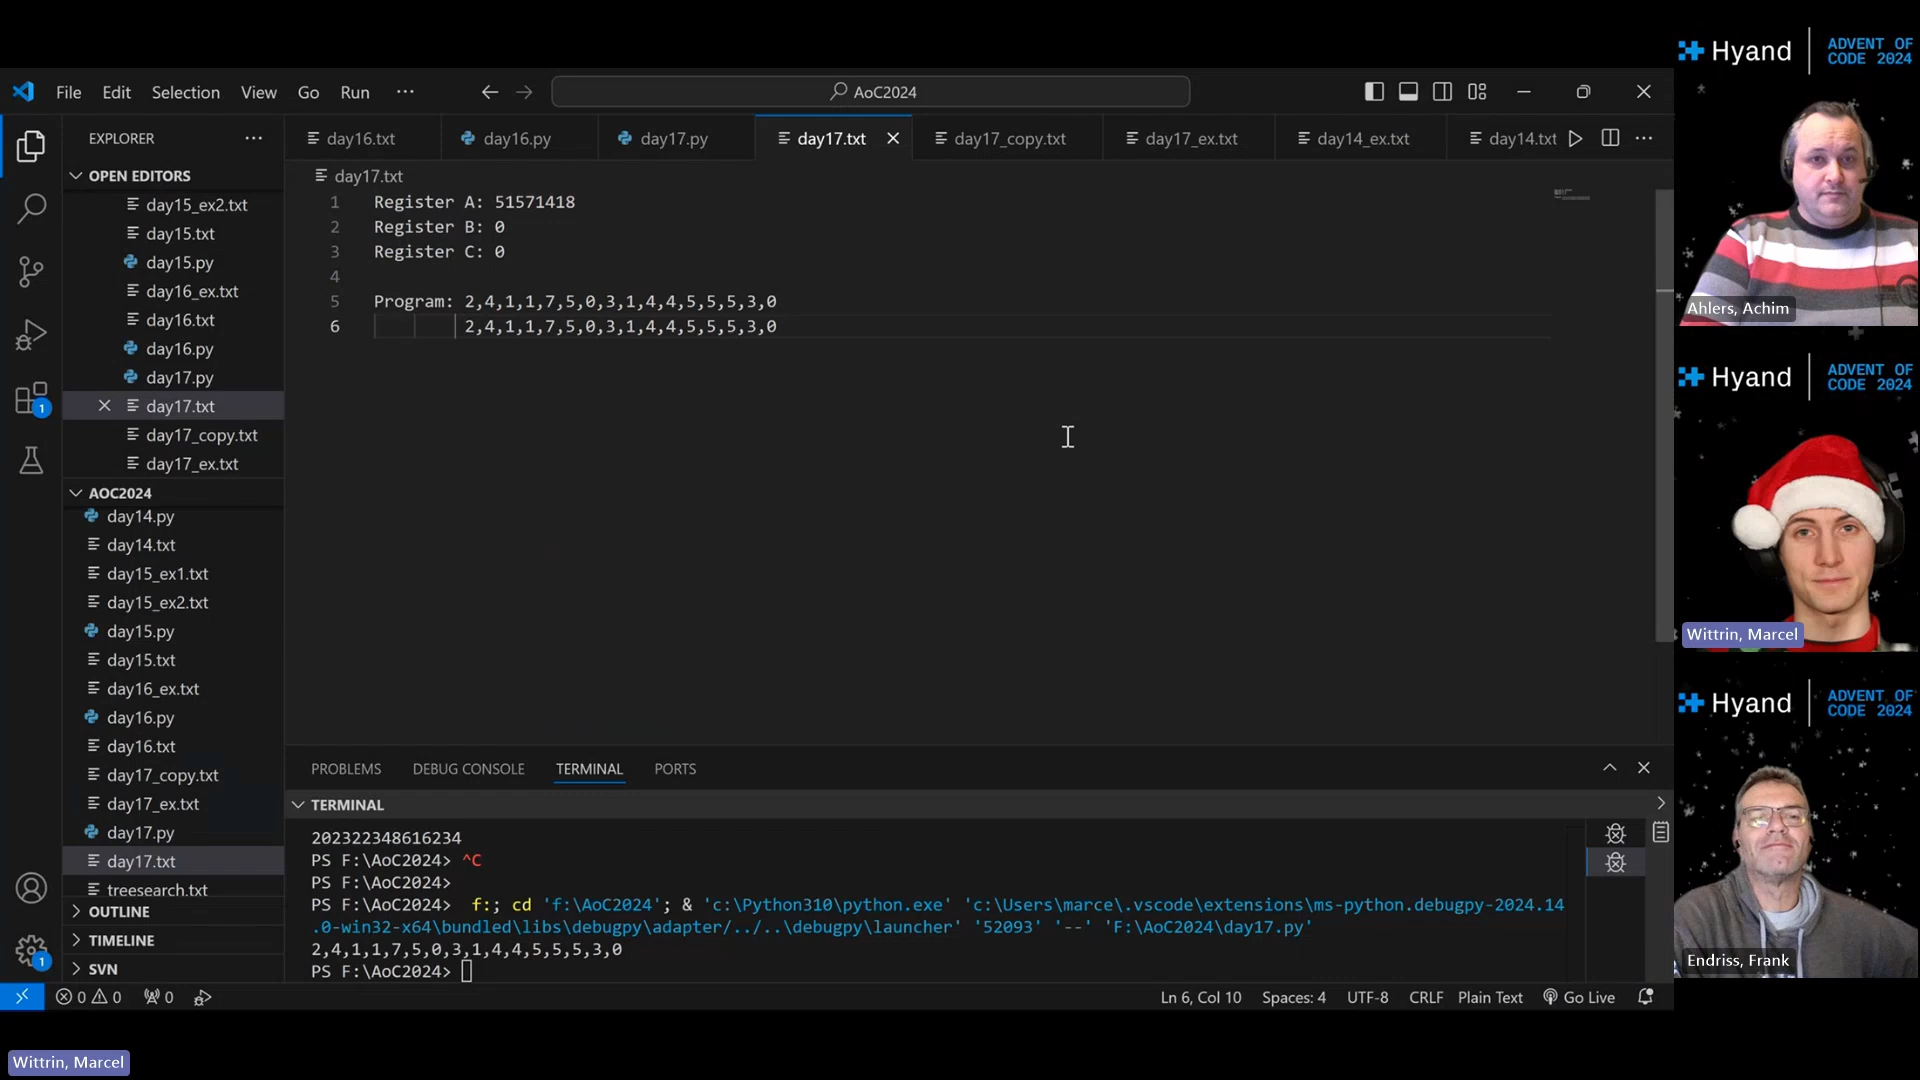 File Edit Selection View Go Run ···
AoC2024
EXPLORER
OPEN EDITORS
day15_ex2.txt
day15.txt
day15.py
day16_ex.txt
day16.txt
day16.py
day17.py
day17.txt
day17_copy.txt
day17_ex.txt
AOC2024
day14.py
day14.txt
day15_ex1.txt
day15_ex2.txt
day15.py
day15.txt
day16_ex.txt
day16.py
day16.txt
day17_copy.txt
day17_ex.txt
day17.py
day17.txt
treesearch.txt
OUTLINE
TIMELINE
SVN
day16.txt day16.py day17.py day17.txt day17_copy.txt day17_ex.txt day14_ex.txt day14.txt
day17.txt
1 Register A: 51571418
2 Register B: 0
3 Register C: 0
4
5 Program: 2,4,1,1,7,5,0,3,1,4,4,5,5,5,3,0
6 2,4,1,1,7,5,0,3,1,4,4,5,5,5,3,0
PROBLEMS DEBUG CONSOLE TERMINAL PORTS
TERMINAL
202322348616234
PS F:\AoC2024> ^C
PS F:\AoC2024>
PS F:\AoC2024> f:; cd 'f:\AoC2024'; & 'c:\Python310\python.exe' 'c:\Users\marce\.vscode\extensions\ms-python.debugpy-2024.14
.0-win32-x64\bundled\libs\debugpy\adapter/../..\debugpy\launcher' '52093' '--' 'F:\AoC2024\day17.py'
2,4,1,1,7,5,0,3,1,4,4,5,5,5,3,0
PS F:\AoC2024>
1
1
0 0 0
Ln 6, Col 10 Spaces: 4 UTF-8 CRLF Plain Text Go Live
Hyand ADVENT OF
CODE 2024
Ahlers, Achim
Hyand ADVENT OF
CODE 2024
Wittrin, Marcel
Hyand ADVENT OF
CODE 2024
Endriss, Frank
Wittrin, Marcel